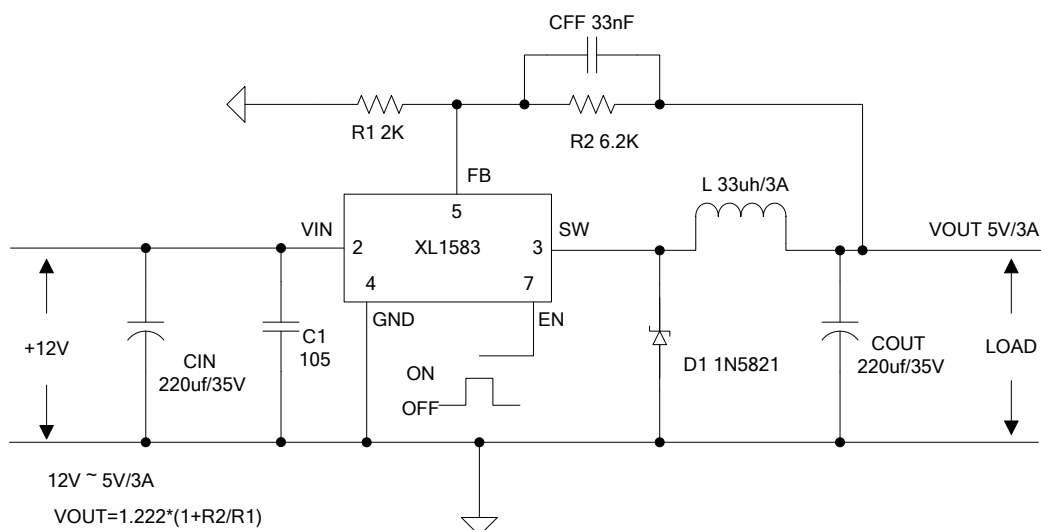 CFF 33nF
R1 2K
R2 6.2K
FB
L 33uh/3A
5
VIN
XL1583
SW
VOUT 5V/3A
2
3
4
7
GND
EN
+12V
CIN
220uf/35V
C1
105
ON
OFF
D1 1N5821
COUT
220uf/35V
LOAD
12V ~ 5V/3A
VOUT=1.222*(1+R2/R1)